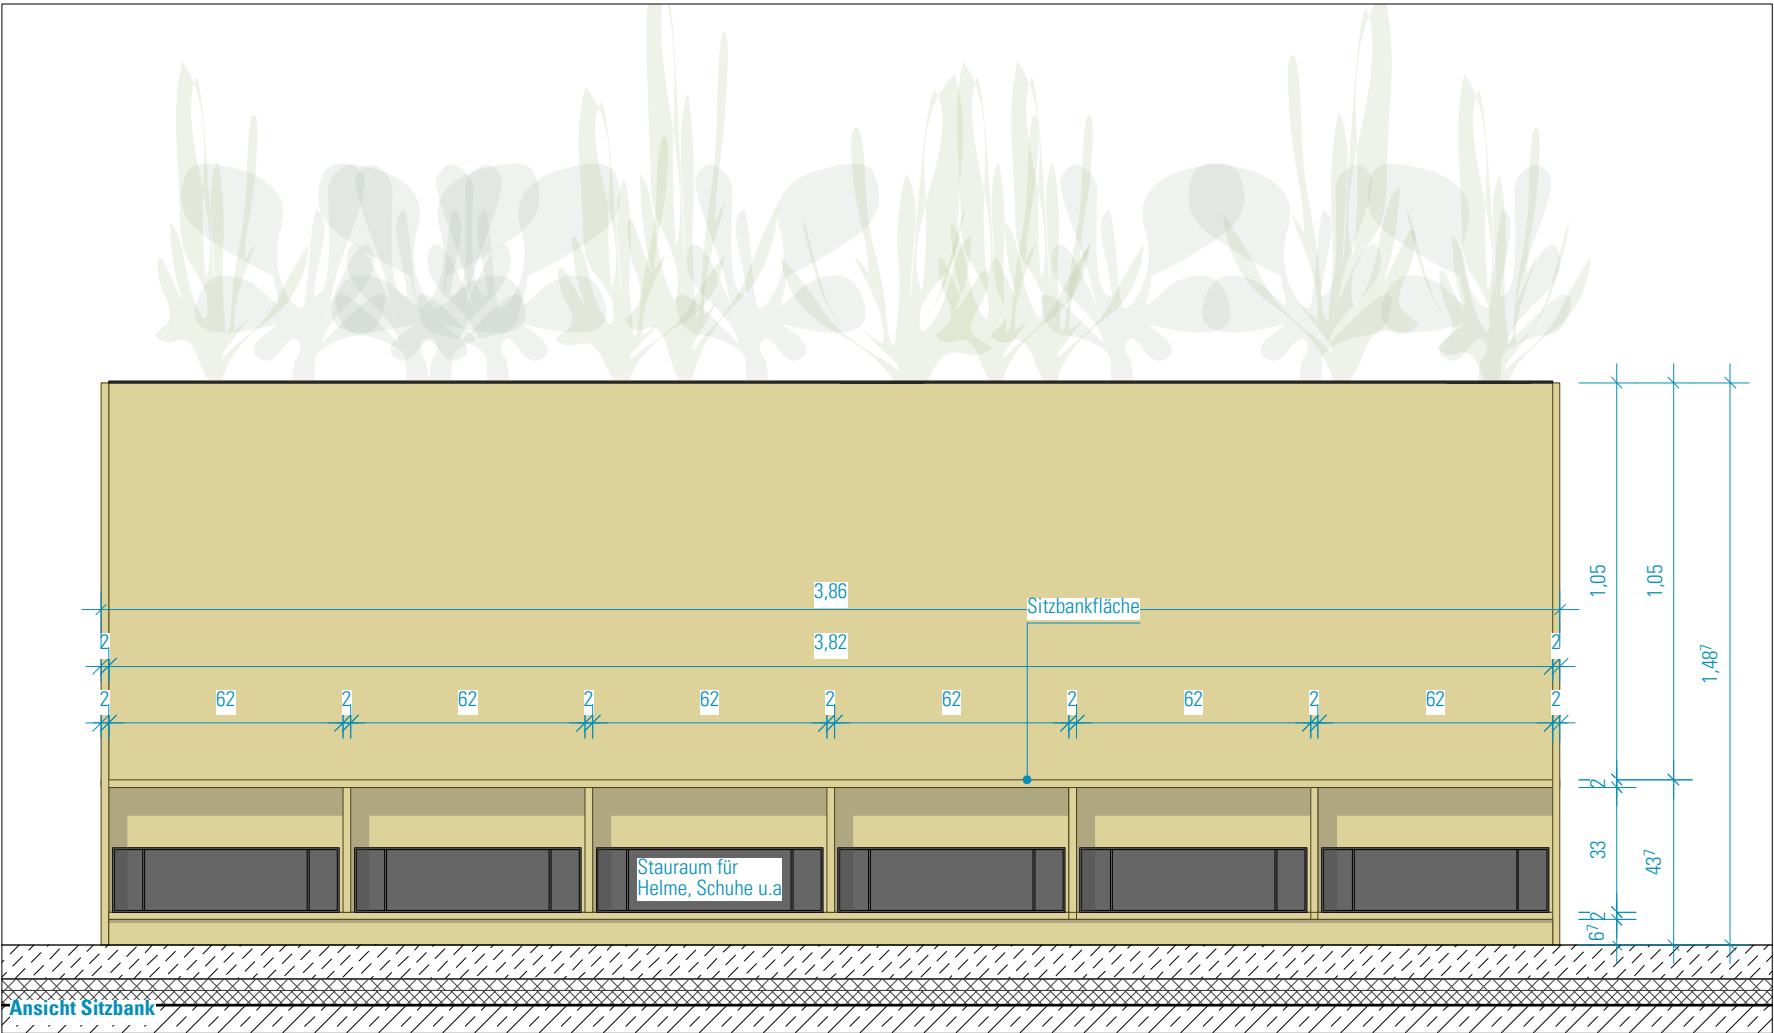 3,86
Sitzbankfläche
2 3,82 2
2 62 2 62 2 62 2 62 2 62 2 62 2
1,05
1,05
1,48⁷
2
33
43⁷
2
6⁷
Stauraum für
Helme, Schuhe u.a
Ansicht Sitzbank